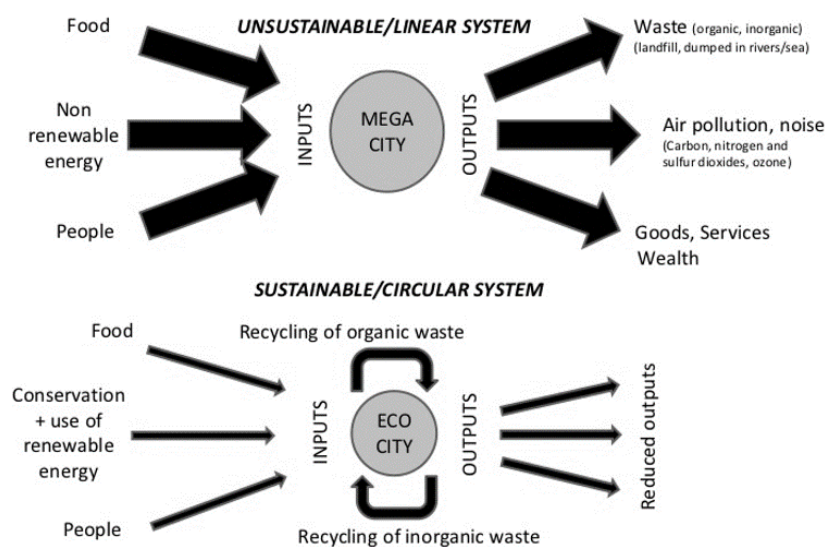 UNSUSTAINABLE/LINEAR SYSTEM
Food
Non
renewable
energy
People
INPUTS
MEGA
CITY
OUTPUTS
Waste (organic, inorganic)
(landfill, dumped in rivers/sea)
Air pollution, noise
(Carbon, nitrogen and
sulfur dioxides, ozone)
Goods, Services
Wealth
SUSTAINABLE/CIRCULAR SYSTEM
Food
Conservation
+ use of
renewable
energy
People
INPUTS
Recycling of organic waste
ECO
CITY
Recycling of inorganic waste
OUTPUTS
Reduced outputs